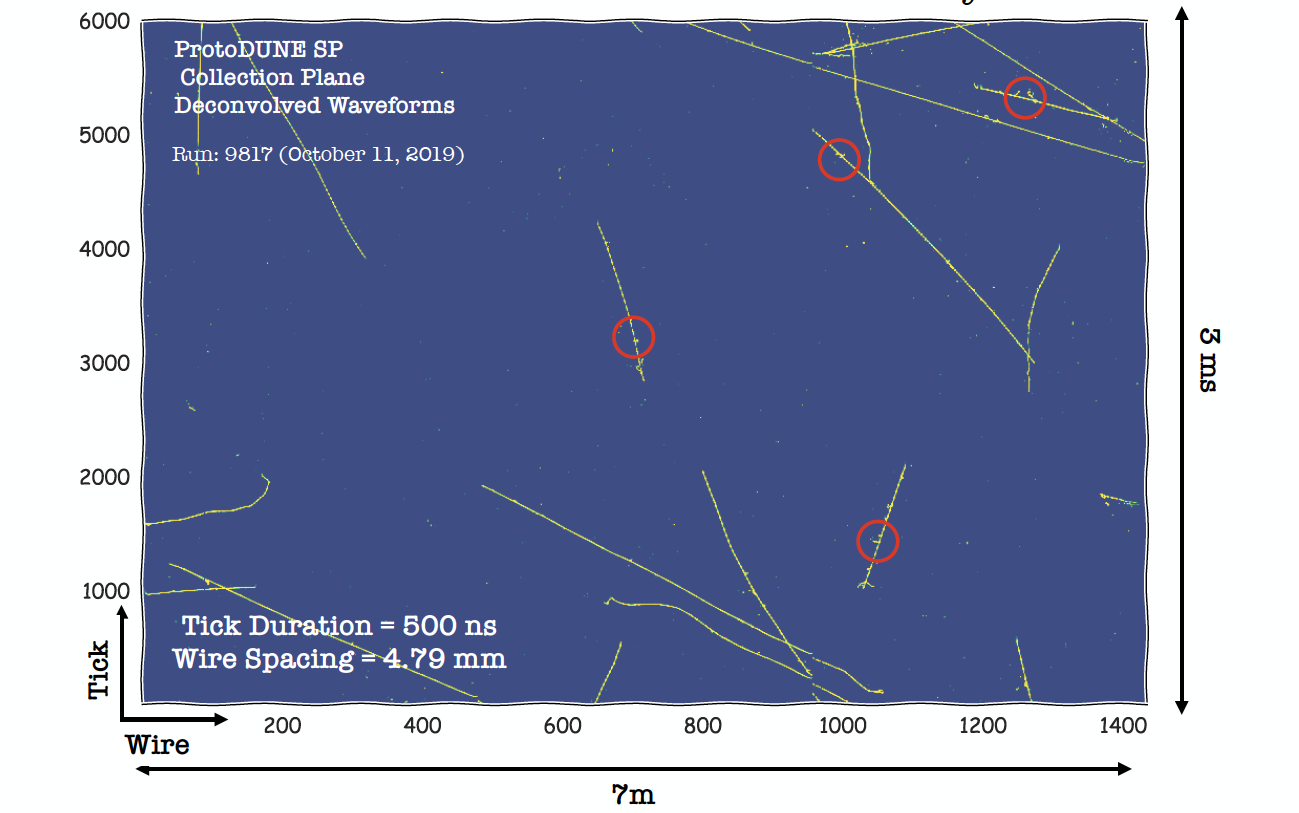 6000
ProtoDUNE SP
Collection Plane
Deconvolved Waveforms
5000
Run: 9817 (October 11, 2019)
4000
3 ms
3000
2000
1000
Tick Duration = 500 ns
Wire Spacing = 4.79 mm
Tick
200 400 600 800 1000 1200 1400
Wire
7m